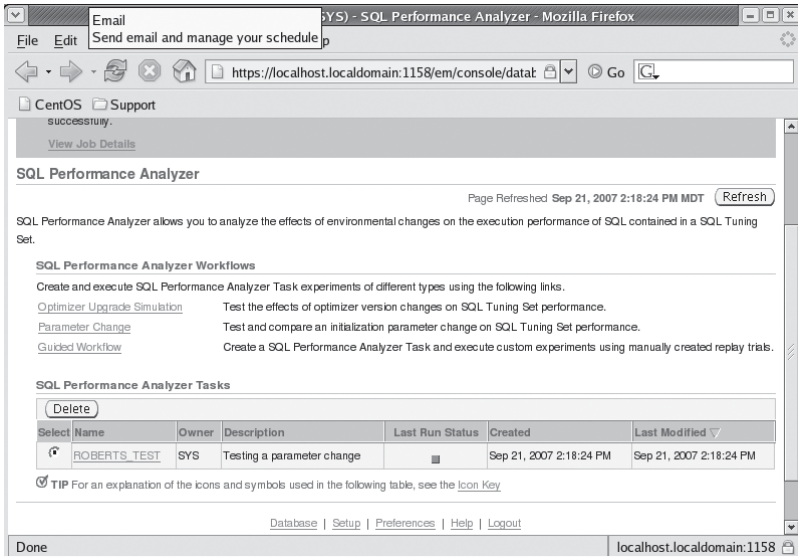 Email
Send email and manage your schedule
SYS) - SQL Performance Analyzer - Mozilla Firefox
File Edit p
https://localhost.localdomain:1158/em/console/datab
Go
G
CentOS Support
successfully.
View Job Details
SQL Performance Analyzer
Page Refreshed Sep 21, 2007 2:18:24 PM MDT Refresh
SQL Performance Analyzer allows you to analyze the effects of environmental changes on the execution performance of SQL contained in a SQL Tuning
Set.
SQL Performance Analyzer Workflows
Create and execute SQL Performance Analyzer Task experiments of different types using the following links.
Optimizer Upgrade Simulation Test the effects of optimizer version changes on SQL Tuning Set performance.
Parameter Change Test and compare an initialization parameter change on SQL Tuning Set performance.
Guided Workflow Create a SQL Performance Analyzer Task and execute custom experiments using manually created replay trials.
SQL Performance Analyzer Tasks
Delete
Select Name Owner Description Last Run Status Created Last Modified
ROBERTS_TEST SYS Testing a parameter change Sep 21, 2007 2:18:24 PM Sep 21, 2007 2:18:24 PM
TIP For an explanation of the icons and symbols used in the following table, see the Icon Key
Database | Setup | Preferences | Help | Logout
Done localhost.localdomain:1158